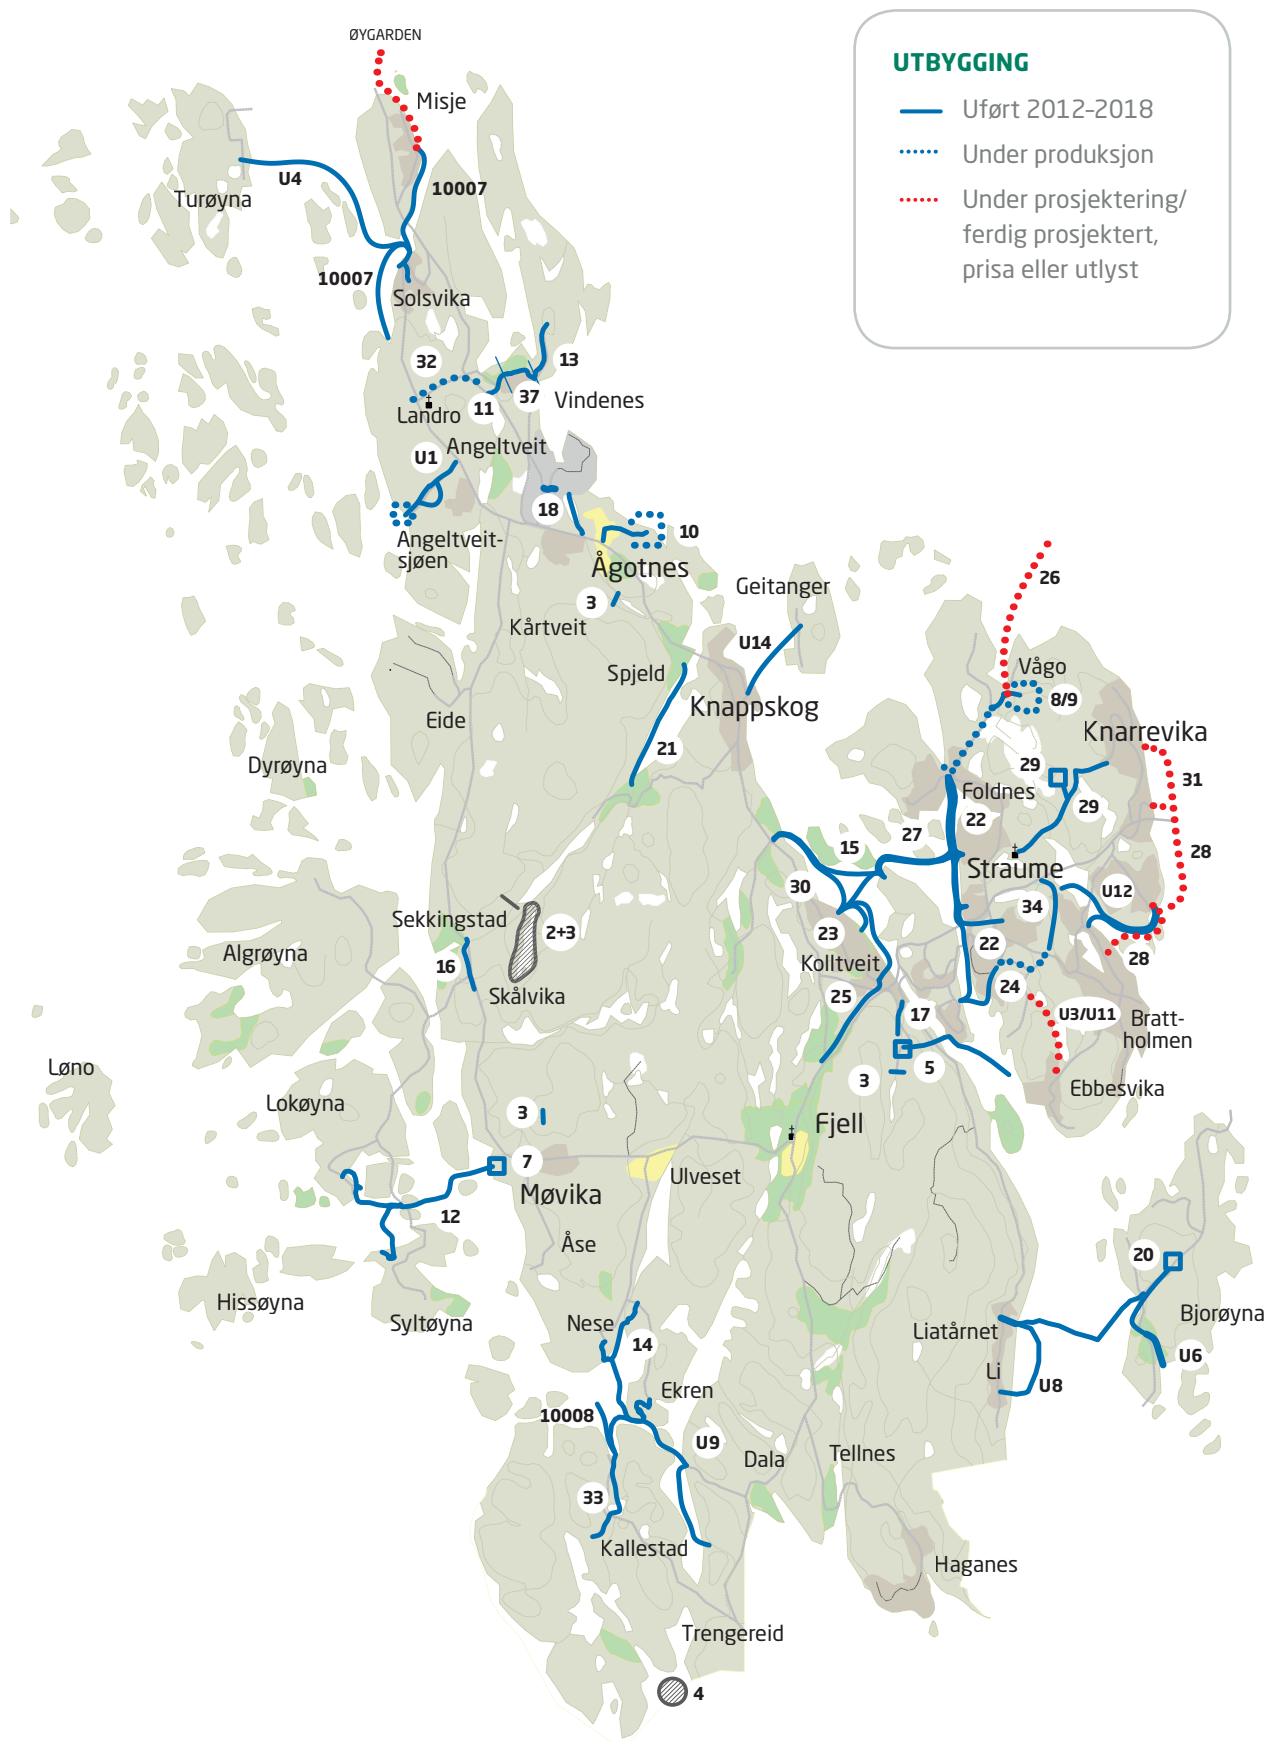 ØYGARDEN
UTBYGGING
Uført 2012–2018
Under produksjon
Under prosjektering/
ferdig prosjektert,
prisa eller utlyst
Misje
U4
10007
Turøyna
10007
Solsvika
32
13
37
Vindenes
11
Landro
Angeltveit
U1
18
10
Angeltveit-
sjøen
Ågotnes
26
Geitanger
3
Kårtveit
U14
Spjeld
Vågo
8/9
Knappskog
Eide
Knarrevika
21
Dyrøyna
29
31
Foldnes
29
22
27
15
28
Straume
30
U12
34
Sekkingstad
2+3
23
22
Algrøyna
28
16
Kolltveit
24
Skålvika
25
17
U3/U11
Bratt-
holmen
Løno
5
3
Ebbesvika
Lokøyna
3
Fjell
7
Ulveset
Møvika
12
Åse
20
Hissøyna
Syltøyna
Nese
Bjorøyna
Liatårnet
14
U6
Li
U8
Ekren
10008
U9
Dala
Tellnes
33
Kallestad
Haganes
Trengereid
4